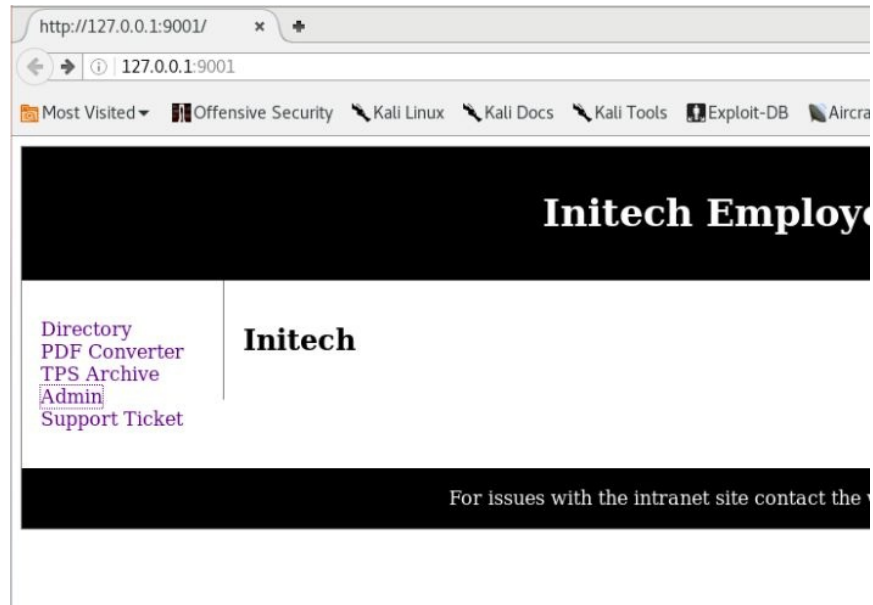 http://127.0.0.1:9001/
127.0.0.1:9001
Most Visited Offensive Security Kali Linux Kali Docs Kali Tools Exploit-DB Aircra
Initech Employe
Directory
PDF Converter
TPS Archive
Admin
Support Ticket
Initech
For issues with the intranet site contact the